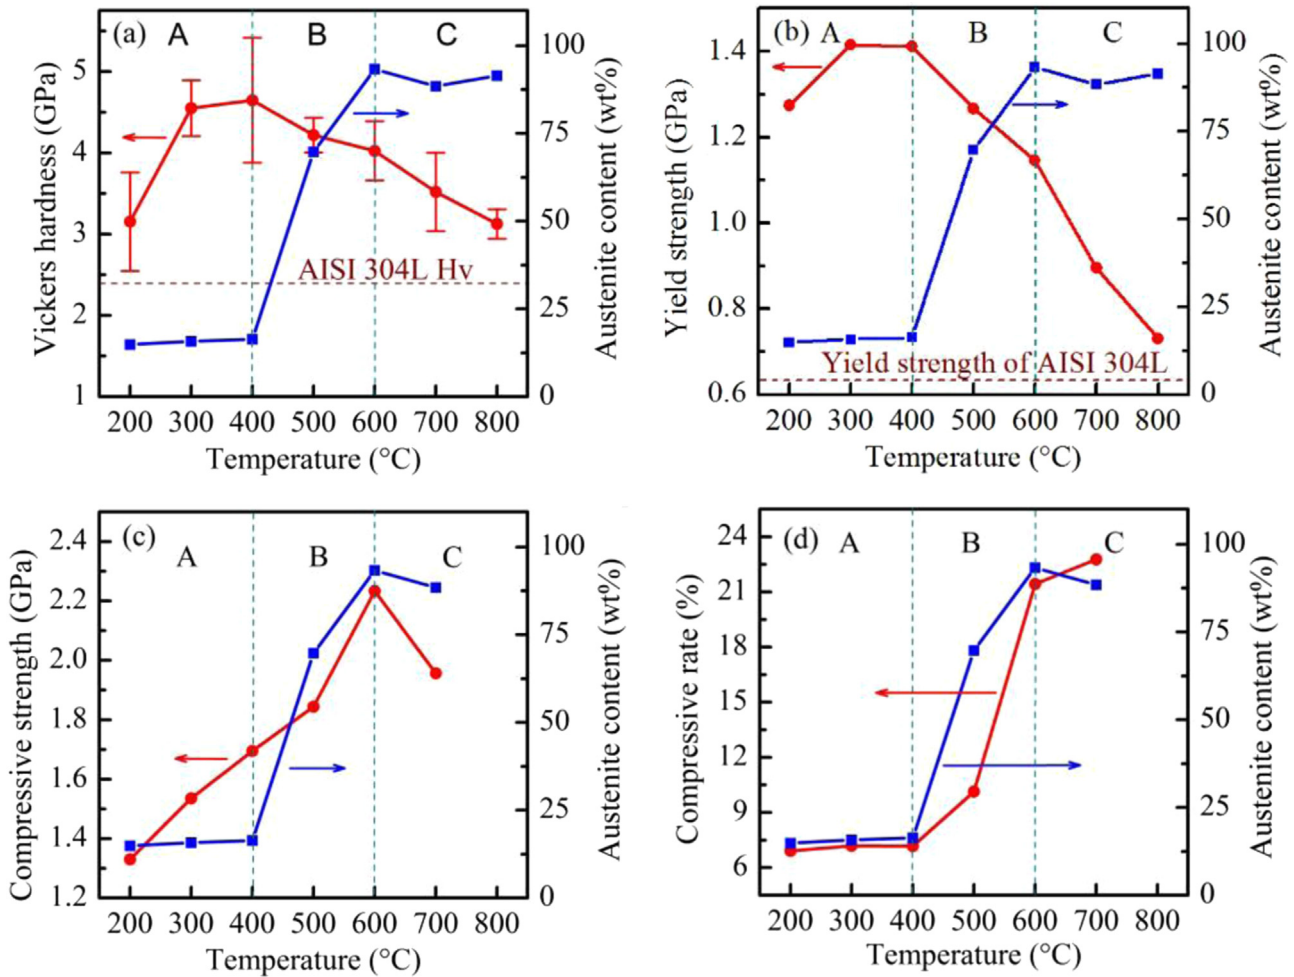 (a) A B C
Vickers hardness (GPa)
5
4
3
2
1
AISI 304L Hv
100
75
50
25
0
Austenite content (wt%)
200 300 400 500 600 700 800
Temperature (°C)
(b) A B C
Yield strength (GPa)
1.4
1.2
1.0
0.8
0.6
Yield strength of AISI 304L
100
75
50
25
0
Austenite content (wt%)
200 300 400 500 600 700 800
Temperature (°C)
(c) A B C
Compressive strength (GPa)
2.4
2.2
2.0
1.8
1.6
1.4
1.2
100
75
50
25
0
Austenite content (wt%)
200 300 400 500 600 700 800
Temperature (°C)
(d) A B C
Compressive rate (%)
24
21
18
15
12
9
6
100
75
50
25
0
Austenite content (wt%)
200 300 400 500 600 700 800
Temperature (°C)